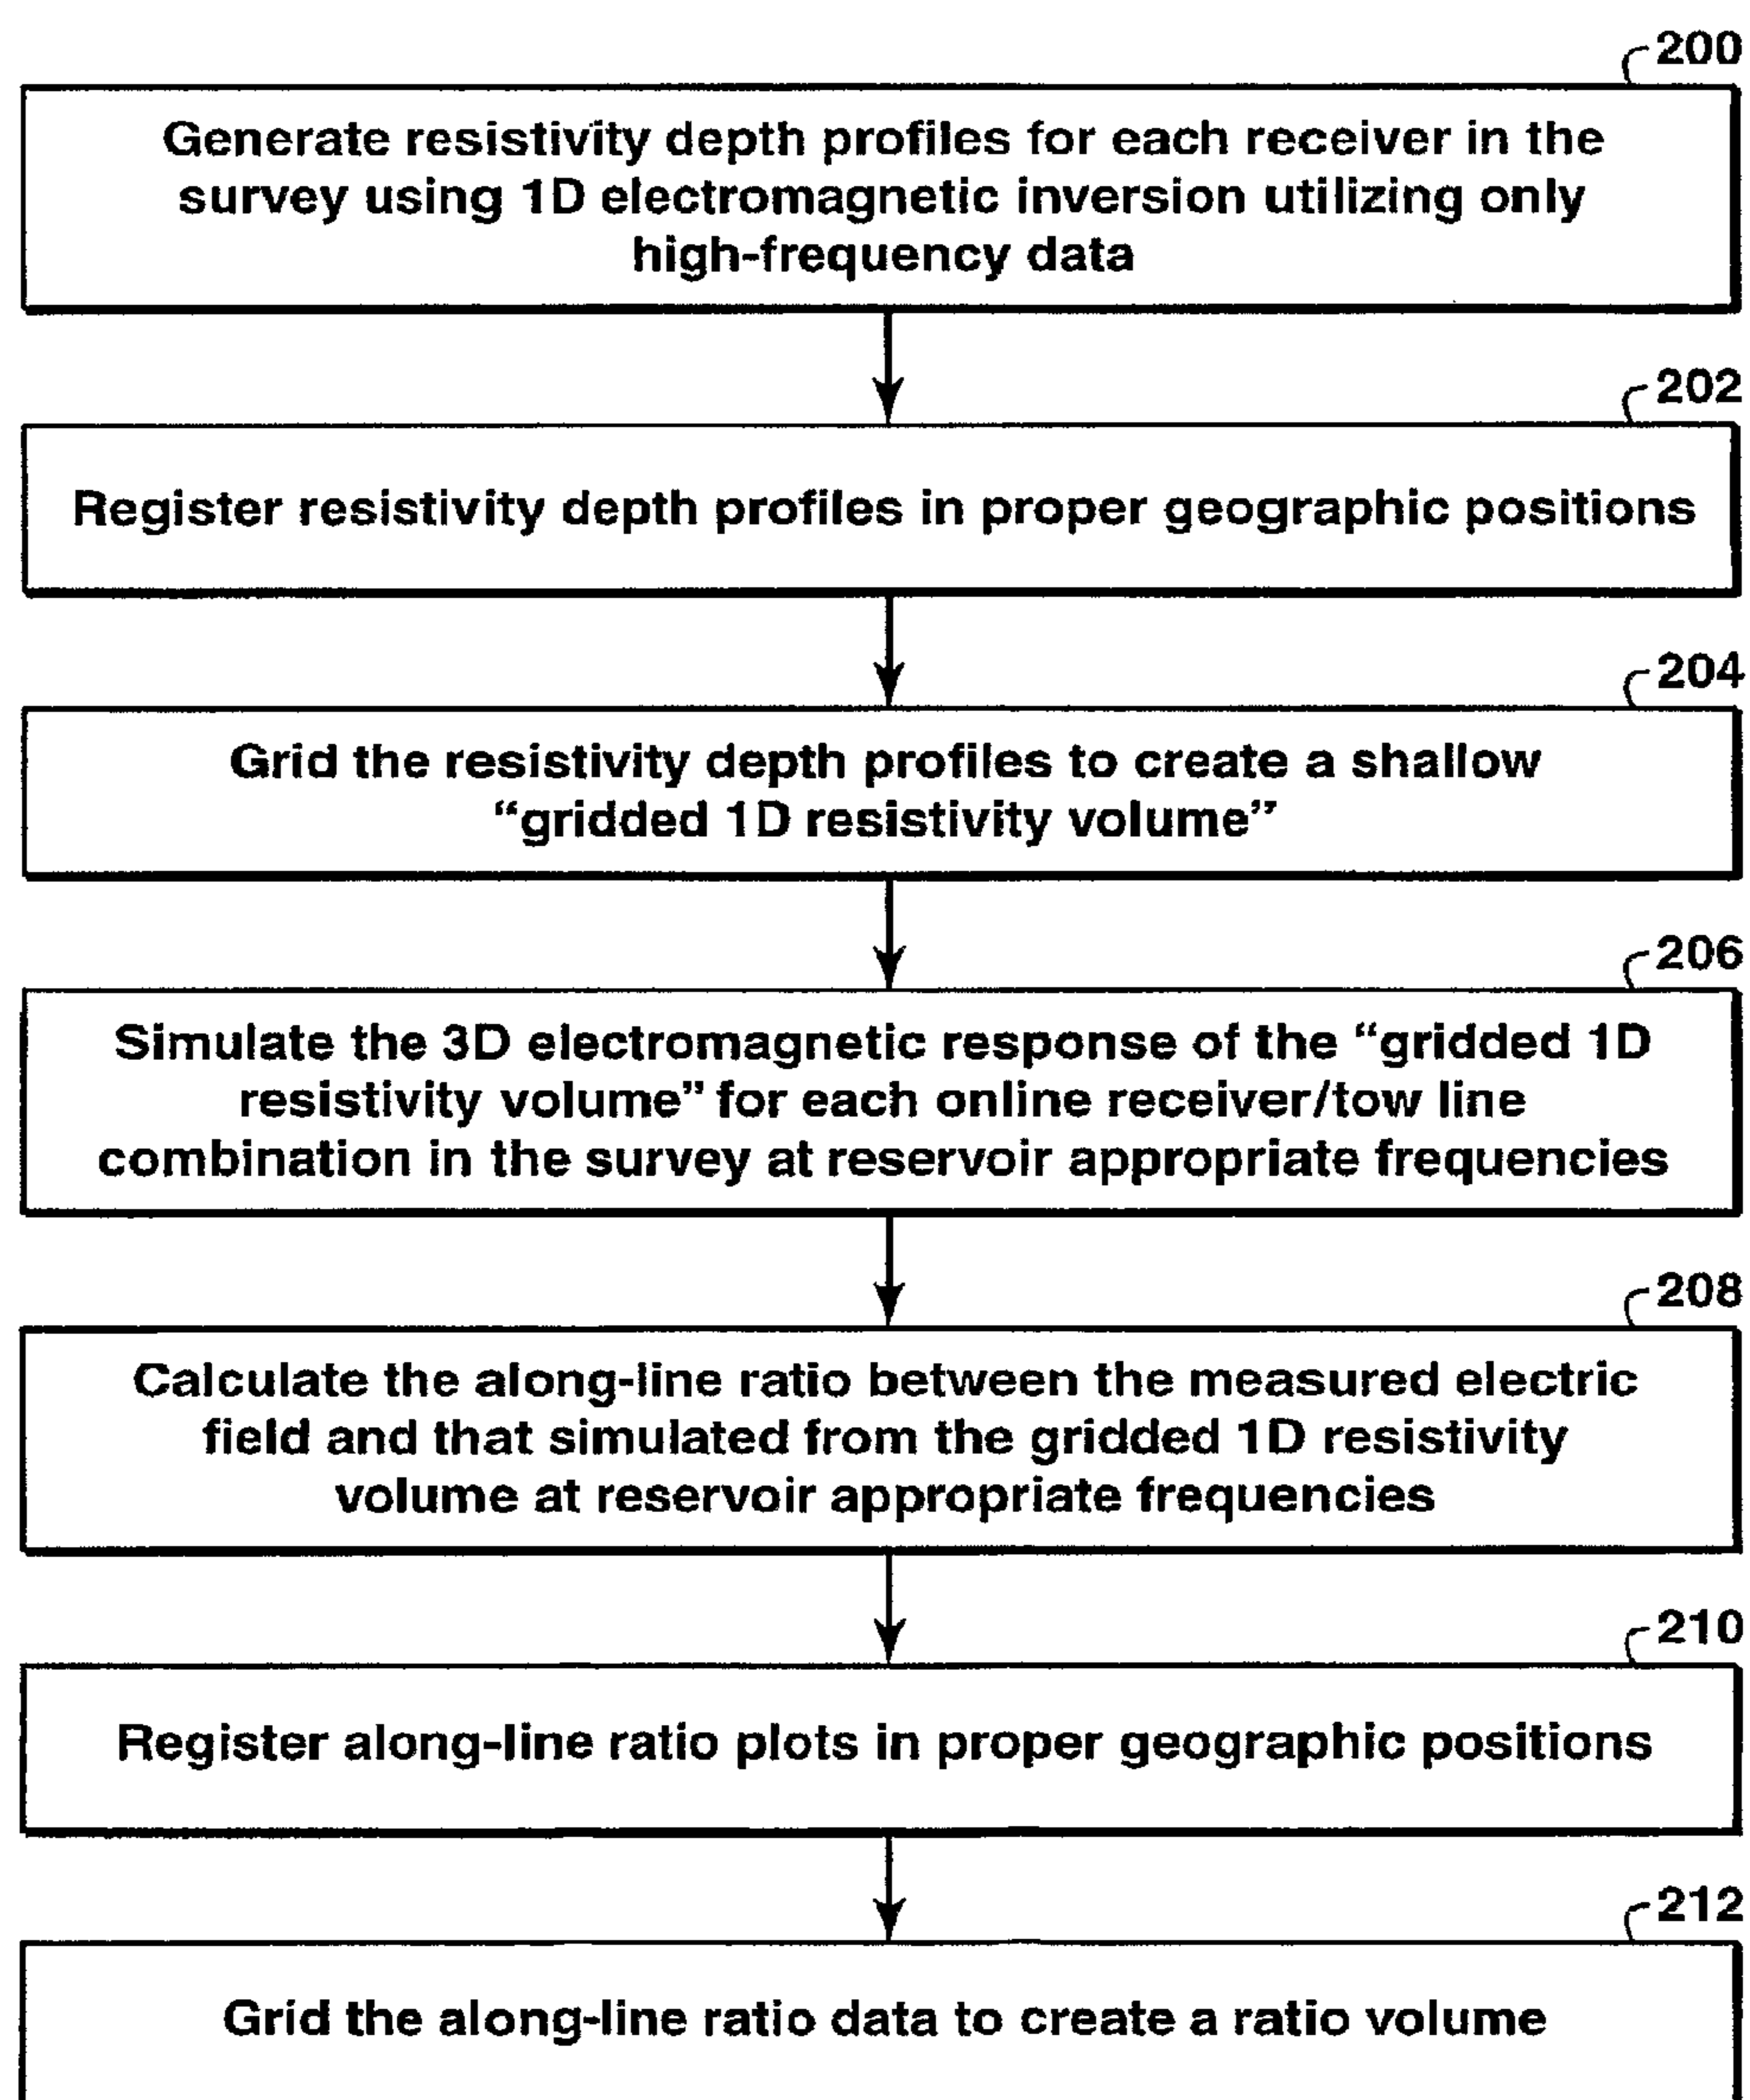 200
Generate resistivity depth profiles for each receiver in the
survey using 1D electromagnetic inversion utilizing only
high-frequency data
202
Register resistivity depth profiles in proper geographic positions
204
Grid the resistivity depth profiles to create a shallow
“gridded 1D resistivity volume”
206
Simulate the 3D electromagnetic response of the “gridded 1D
resistivity volume” for each online receiver/tow line
combination in the survey at reservoir appropriate frequencies
208
Calculate the along-line ratio between the measured electric
field and that simulated from the gridded 1D resistivity
volume at reservoir appropriate frequencies
210
Register along-line ratio plots in proper geographic positions
212
Grid the along-line ratio data to create a ratio volume